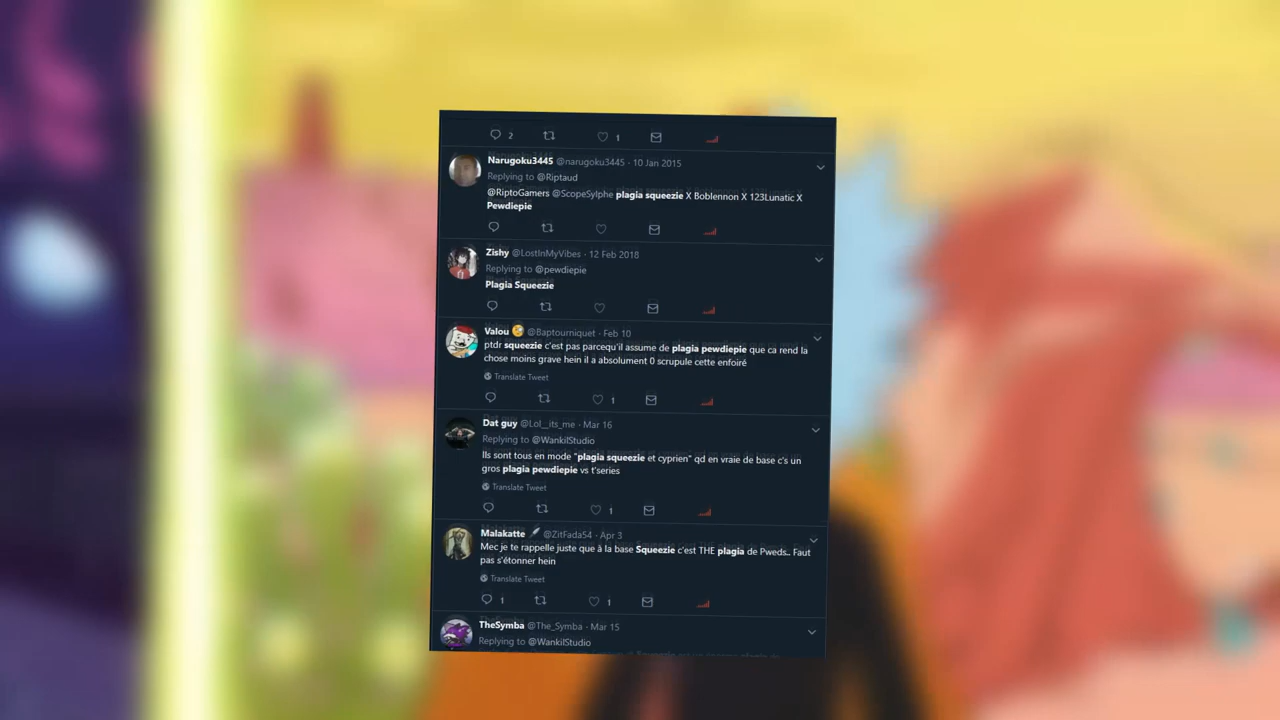 2 1
Narugoku3445 @narugoku3445 · 10 Jan 2015
Replying to @Riptaud
@RiptoGamers @ScopeSylphe plagia squeezie X Boblennon X 123Lunatic X
Pewdiepie
Zishy @LostInMyVibes · 12 Feb 2018
Replying to @pewdiepie
Plagia Squeezie
Valou @Baptourniquet · Feb 10
ptdr squeezie c'est pas parcequ'il assume de plagia pewdiepie que ca rend la
chose moins grave hein il a absolument 0 scrupule cette enfoiré
Translate Tweet
1
Dat guy @Lol__its_me · Mar 16
Replying to @WankilStudio
Ils sont tous en mode "plagia squeezie et cyprien" qd en vraie de base c's un
gros plagia pewdiepie vs t'series
Translate Tweet
1
Malakatte @ZitFada54 · Apr 3
Mec je te rappelle juste que à la base Squeezie c'est THE plagia de Pweds.. Faut
pas s'étonner hein
Translate Tweet
1 1
TheSymba @The_Symba · Mar 15
Replying to @WankilStudio